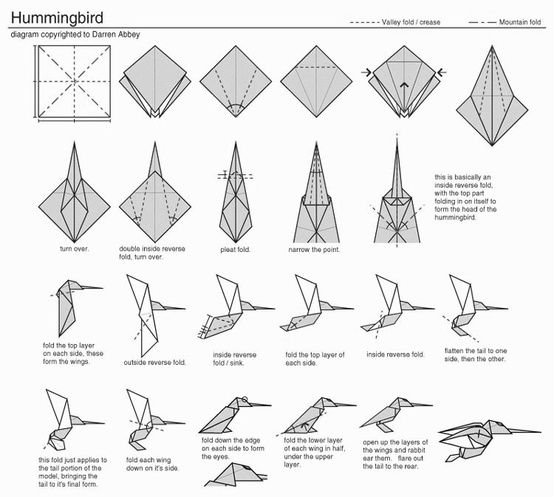 Hummingbird
Valley fold / crease
Mountain fold
diagram copyrighted to Darren Abbey
turn over.
double inside reverse
fold, turn over.
pleat fold.
narrow the point.
this is basically an
inside reverse fold,
with the top part
folding in on itself to
form the head of the
hummingbird.
fold the top layer
on each side, these
form the wings.
outside reverse fold.
inside reverse
fold / sink.
fold the top layer of
each side.
inside reverse fold.
flatten the tail to one
side, then the other.
this fold just applies to
the tail portion of the
model, bringing the
tail to it's final form.
fold each wing
down on it's side.
fold down the edge
on each side to form
the eyes.
fold the lower layer
of each wing in half,
under the upper
layer.
open up the layers of
the wings and rabbit
ear them. flare out
the tail to the rear.